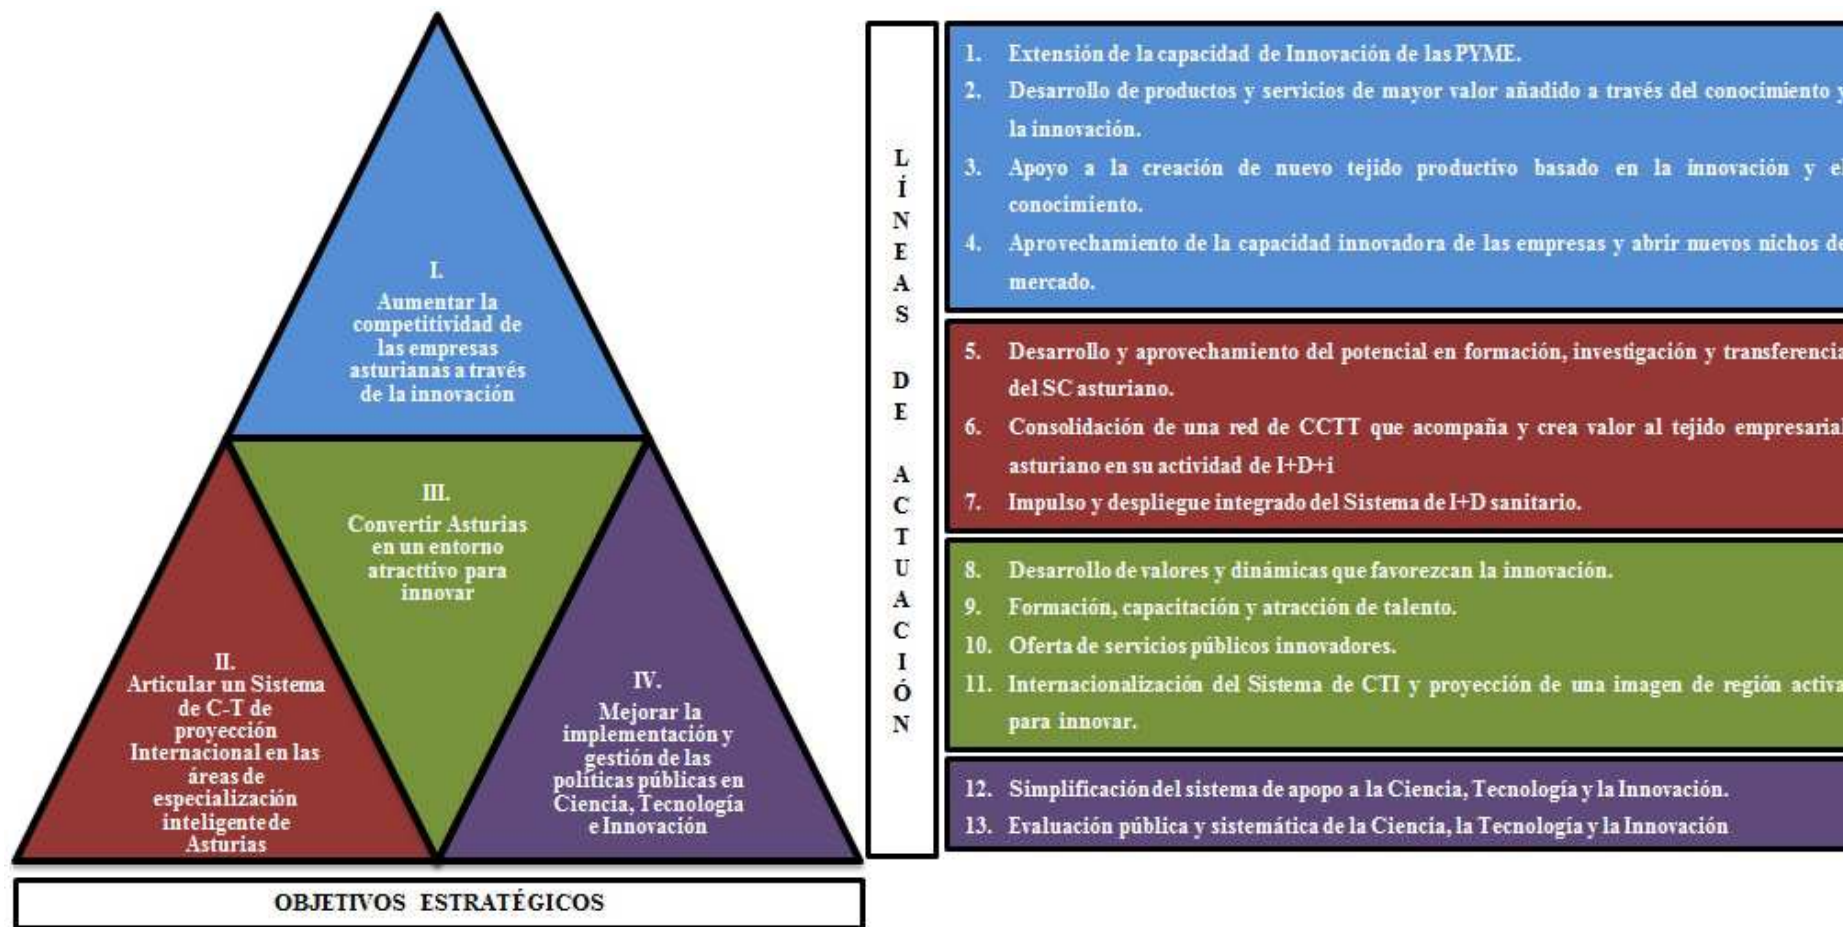 I.
Aumentar la
competitividad de
las empresas
asturianas a través
de la innovación
III.
Convertir Asturias
en un entorno
atracttivo para
innovar
II.
Articular un Sistema
de C-T de
proyección
Internacional en las
áreas de
especialización
inteligente de
Asturias
IV.
Mejorar la
implementación y
gestión de las
políticas públicas en
Ciencia, Tecnología
e Innovación
OBJETIVOS ESTRATÉGICOS
LÍNEAS DE ACTUACIÓN
1. Extensión de la capacidad de Innovación de las PYME.
2. Desarrollo de productos y servicios de mayor valor añadido a través del conocimiento y
la innovación.
3. Apoyo a la creación de nuevo tejido productivo basado en la innovación y el
conocimiento.
4. Aprovechamiento de la capacidad innovadora de las empresas y abrir nuevos nichos de
mercado.
5. Desarrollo y aprovechamiento del potencial en formación, investigación y transferencia
del SC asturiano.
6. Consolidación de una red de CCTT que acompaña y crea valor al tejido empresarial
asturiano en su actividad de I+D+i
7. Impulso y despliegue integrado del Sistema de I+D sanitario.
8. Desarrollo de valores y dinámicas que favorezcan la innovación.
9. Formación, capacitación y atracción de talento.
10. Oferta de servicios públicos innovadores.
11. Internacionalización del Sistema de CTI y proyección de una imagen de región activa
para innovar.
12. Simplificación del sistema de apopo a la Ciencia, Tecnología y la Innovación.
13. Evaluación pública y sistemática de la Ciencia, la Tecnología y la Innovación